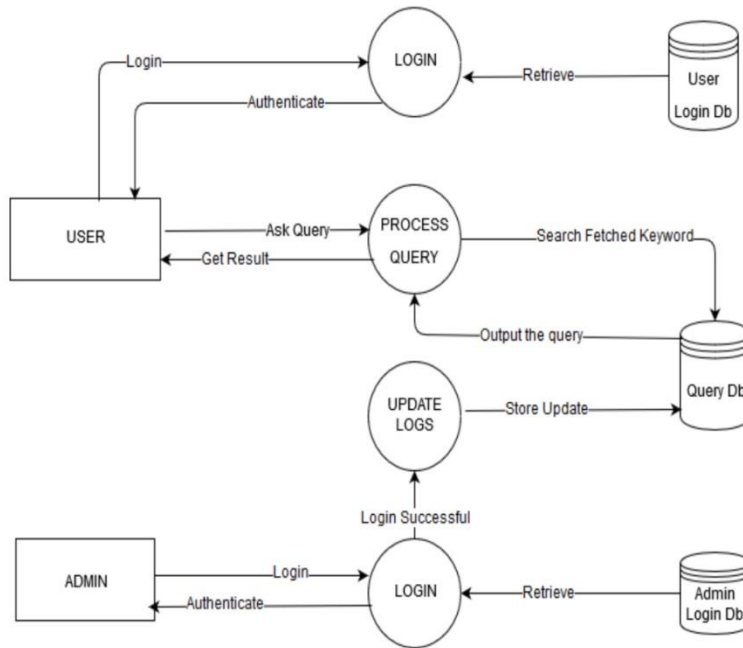 Login
LOGIN
Retrieve
User
Login Db
Authenticate
USER
Ask Query
PROCESS
QUERY
Search Fetched Keyword
Get Result
Output the query
Query Db
UPDATE
LOGS
Store Update
Login Successful
ADMIN
Login
LOGIN
Retrieve
Admin
Login Db
Authenticate